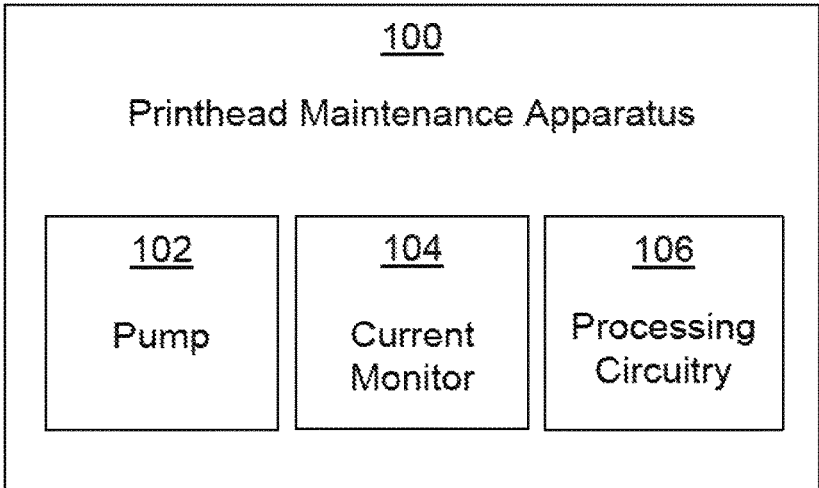 100
Printhead Maintenance Apparatus
102
Pump
104
Current
Monitor
106
Processing
Circuitry